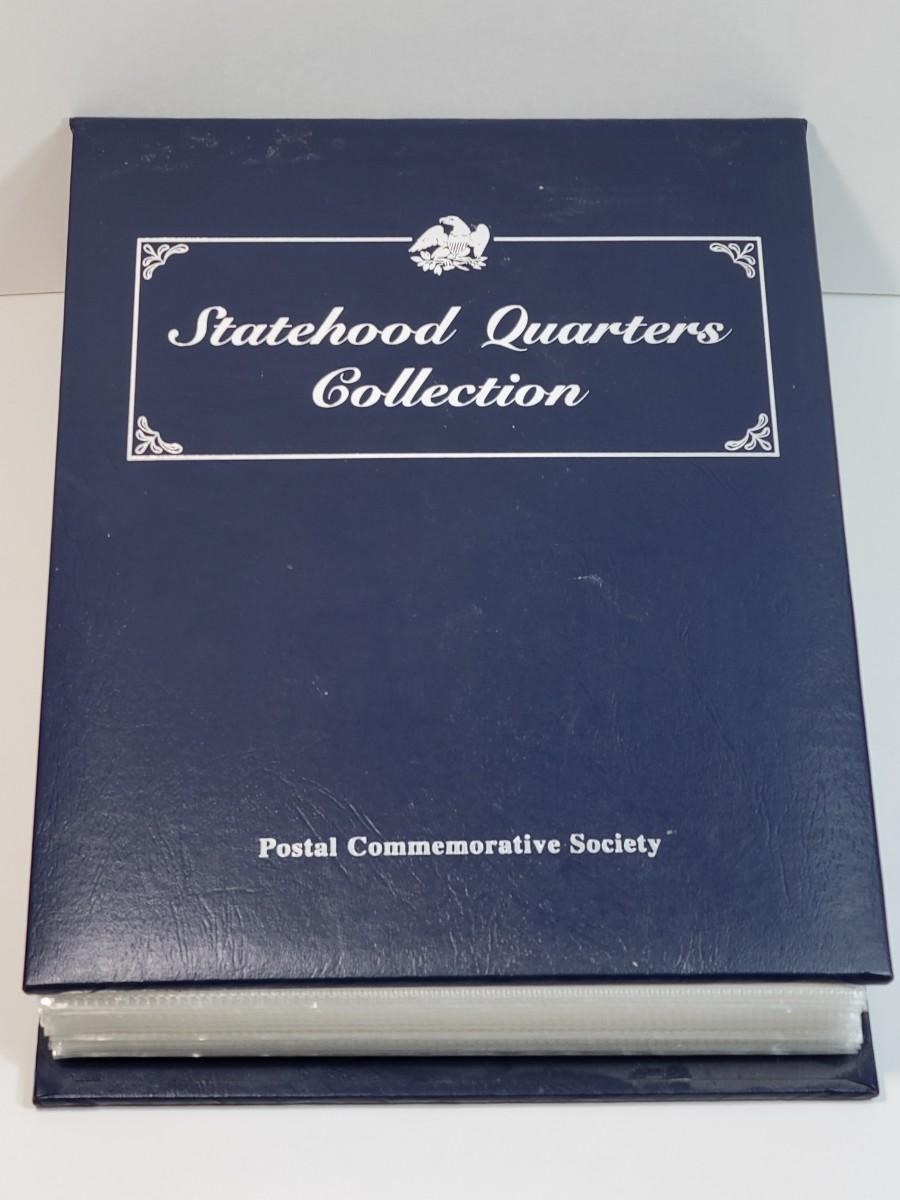 Statehood Quarters
Collection
Postal Commemorative Society